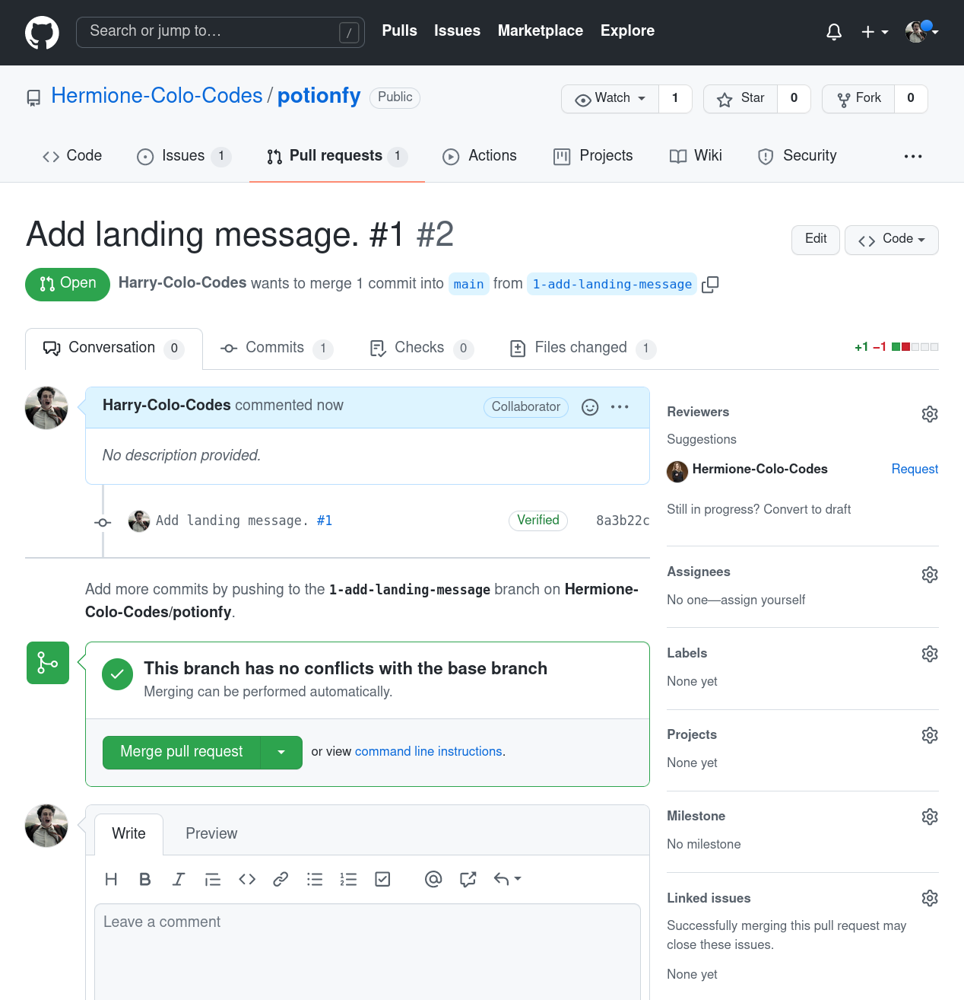 Search or jump to…
/
Pulls Issues Marketplace Explore
Hermione-Colo-Codes / potionfy Public
Watch 1 Star 0 Fork 0
Code Issues 1 Pull requests 1 Actions Projects Wiki Security
Add landing message. #1 #2
Edit Code
Open Harry-Colo-Codes wants to merge 1 commit into main from 1-add-landing-message
Conversation 0 Commits 1 Checks 0 Files changed 1 +1 −1
Harry-Colo-Codes commented now Collaborator
No description provided.
Add landing message. #1 Verified 8a3b22c
Add more commits by pushing to the 1-add-landing-message branch on Hermione-
Colo-Codes/potionfy.
This branch has no conflicts with the base branch
Merging can be performed automatically.
Merge pull request or view command line instructions.
Write Preview
Leave a comment
Reviewers
Suggestions
Hermione-Colo-Codes Request
Still in progress? Convert to draft
Assignees
No one—assign yourself
Labels
None yet
Projects
None yet
Milestone
No milestone
Linked issues
Successfully merging this pull request may
close these issues.
None yet